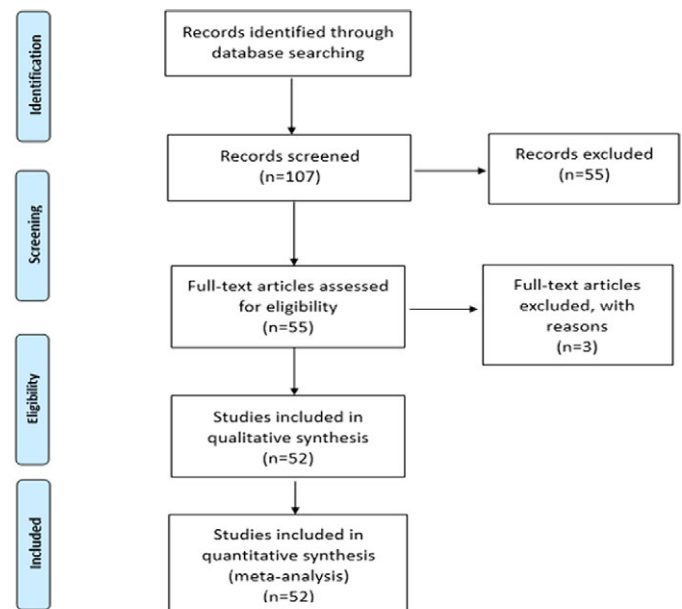 Identification
Records identified through
database searching
Records screened
(n=107)
Records excluded
(n=55)
Screening
Full-text articles assessed
for eligibility
(n=55)
Full-text articles
excluded, with
reasons
(n=3)
Eligibility
Studies included in
qualitative synthesis
(n=52)
Included
Studies included in
quantitative synthesis
(meta-analysis)
(n=52)